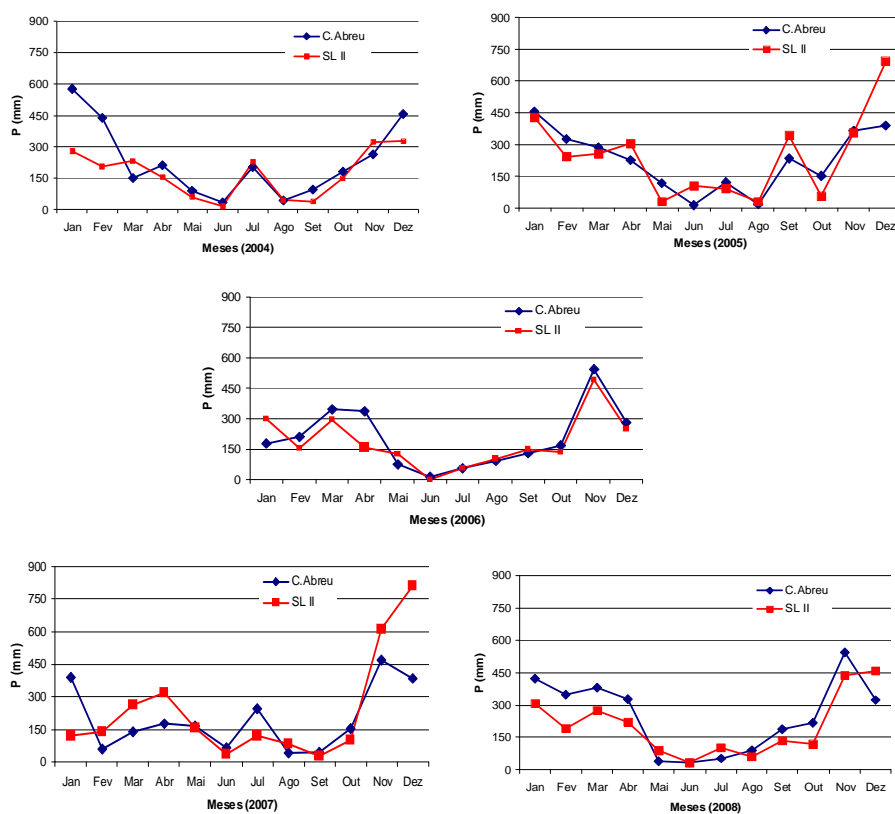 900
750
600
450
300
150
0
P (mm)
C.Abreu
SL II
Jan Fev Mar Abr Mai Jun Jul Ago Set Out Nov Dez
Meses (2004)
900
750
600
450
300
150
0
P (mm)
C.Abreu
SL II
Jan Fev Mar Abr Mai Jun Jul Ago Set Out Nov Dez
Meses (2005)
900
750
600
450
300
150
0
P (mm)
C.Abreu
SL II
Jan Fev Mar Abr Mai Jun Jul Ago Set Out Nov Dez
Meses (2006)
900
750
600
450
300
150
0
P (mm)
C.Abreu
SL II
Jan Fev Mar Abr Mai Jun Jul Ago Set Out Nov Dez
Meses (2007)
900
750
600
450
300
150
0
P (mm)
C.Abreu
SL II
Jan Fev Mar Abr Mai Jun Jul Ago Set Out Nov Dez
Meses (2008)